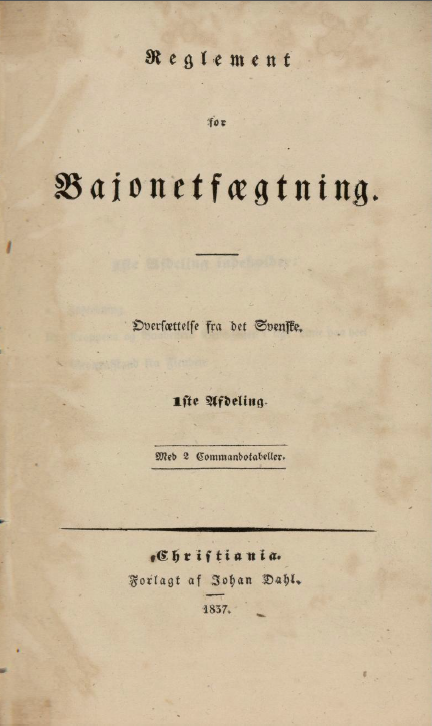 Reglement
for
Bajonetfægtning.
Oversættelse fra det Svenske.
1ste Afdeling.
Med 2 Commandotabeller.
Christiania.
Forlagt af Johan Dahl.
1837.